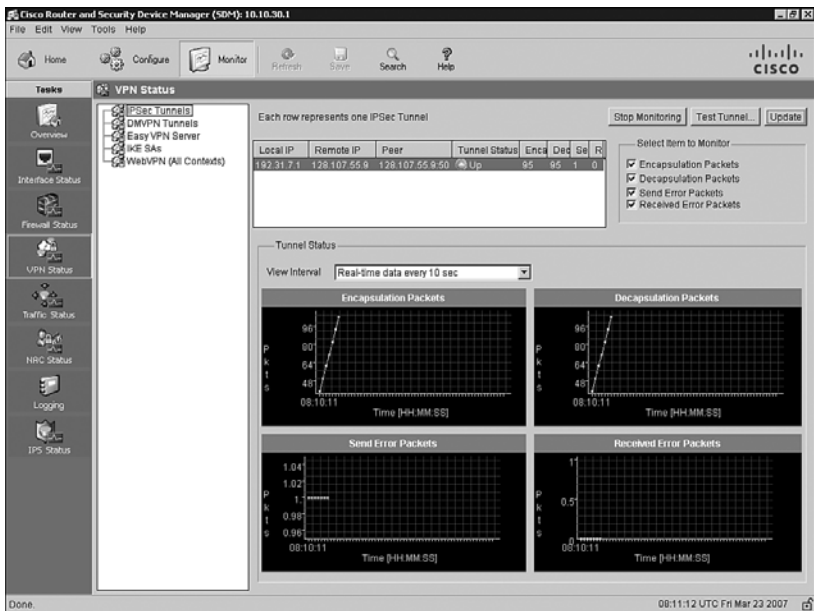 Cisco Router and Security Device Manager (SDM): 10.10.30.1
File Edit View Tools Help
Home Configure Monitor Refresh Save Search Help
CISCO
Tasks
Overview
Interface Status
Firewall Status
VPN Status
Traffic Status
NAC Status
Logging
IPS Status
VPN Status
IPSec Tunnels
DMVPN Tunnels
Easy VPN Server
IKE SAs
WebVPN (All Contexts)
Each row represents one IPSec Tunnel
Stop Monitoring Test Tunnel... Update
Local IP Remote IP Peer Tunnel Status Enca Dec Se R
192.31.7.1 128.107.55.9 128.107.55.9:50 Up 95 95 1 0
Select Item to Monitor
Encapsulation Packets
Decapsulation Packets
Send Error Packets
Received Error Packets
Tunnel Status
View Interval Real-time data every 10 sec
Encapsulation Packets
96
80
64
48
Pkts
08:10:11
Time [HH:MM:SS]
Decapsulation Packets
96
80
64
48
Pkts
08:10:11
Time [HH:MM:SS]
Send Error Packets
1.04
1.02
1.
0.98
0.96
Pkts
08:10:11
Time [HH:MM:SS]
Received Error Packets
1
0.5
0
Pkts
08:10:11
Time [HH:MM:SS]
Done.
08:11:12 UTC Fri Mar 23 2007